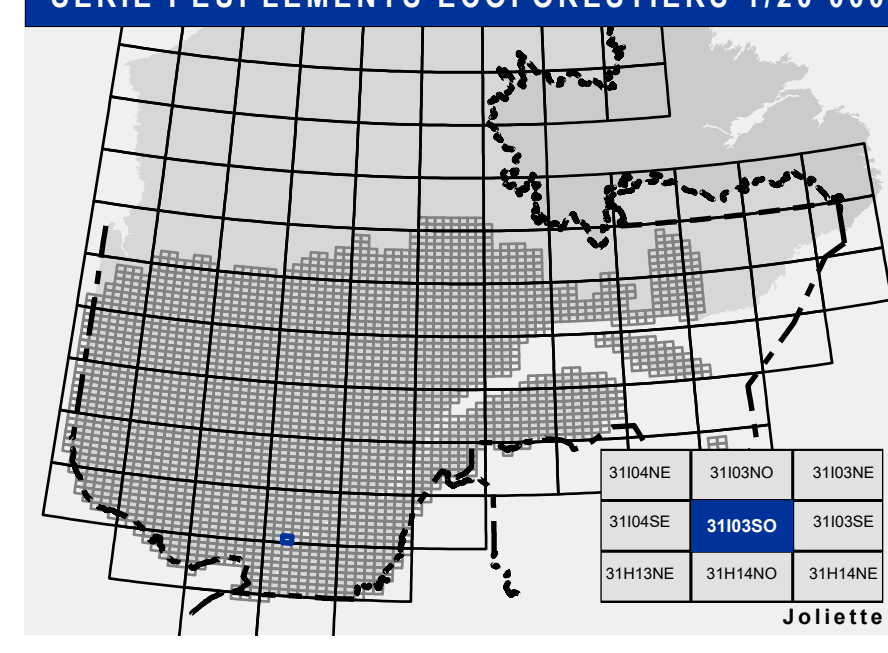 SÉRIE PEUPLEMENTS ÉCOFORESTIERS 1/20 000
31I04NE 31I03NO 31I03NE
31I04SE 31I03SO 31I03SE
31H13NE 31H14NO 31H14NE
Joliette